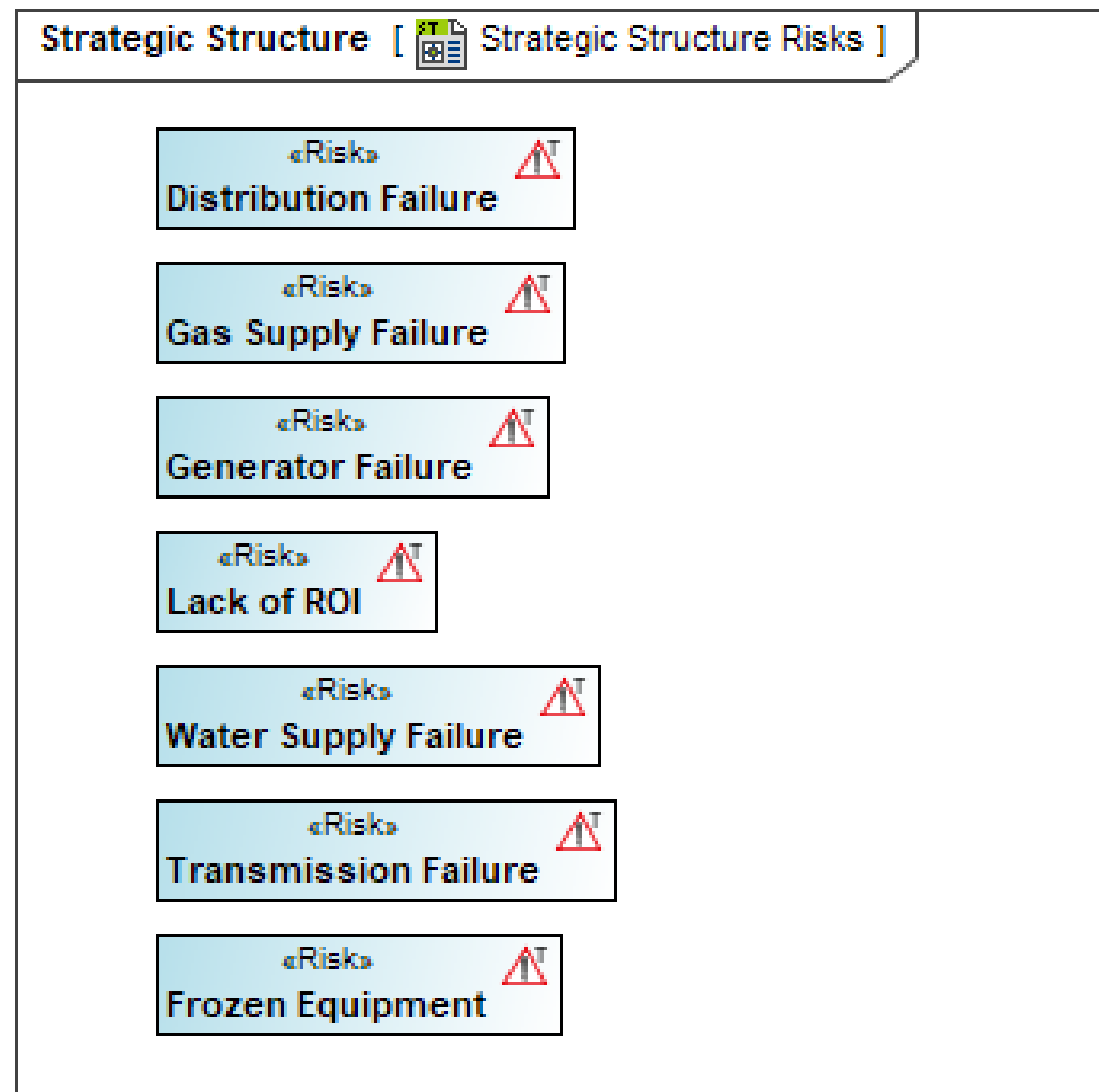 Strategic Structure [ Strategic Structure Risks ]
«Risk»
Distribution Failure
«Risk»
Gas Supply Failure
«Risk»
Generator Failure
«Risk»
Lack of ROI
«Risk»
Water Supply Failure
«Risk»
Transmission Failure
«Risk»
Frozen Equipment